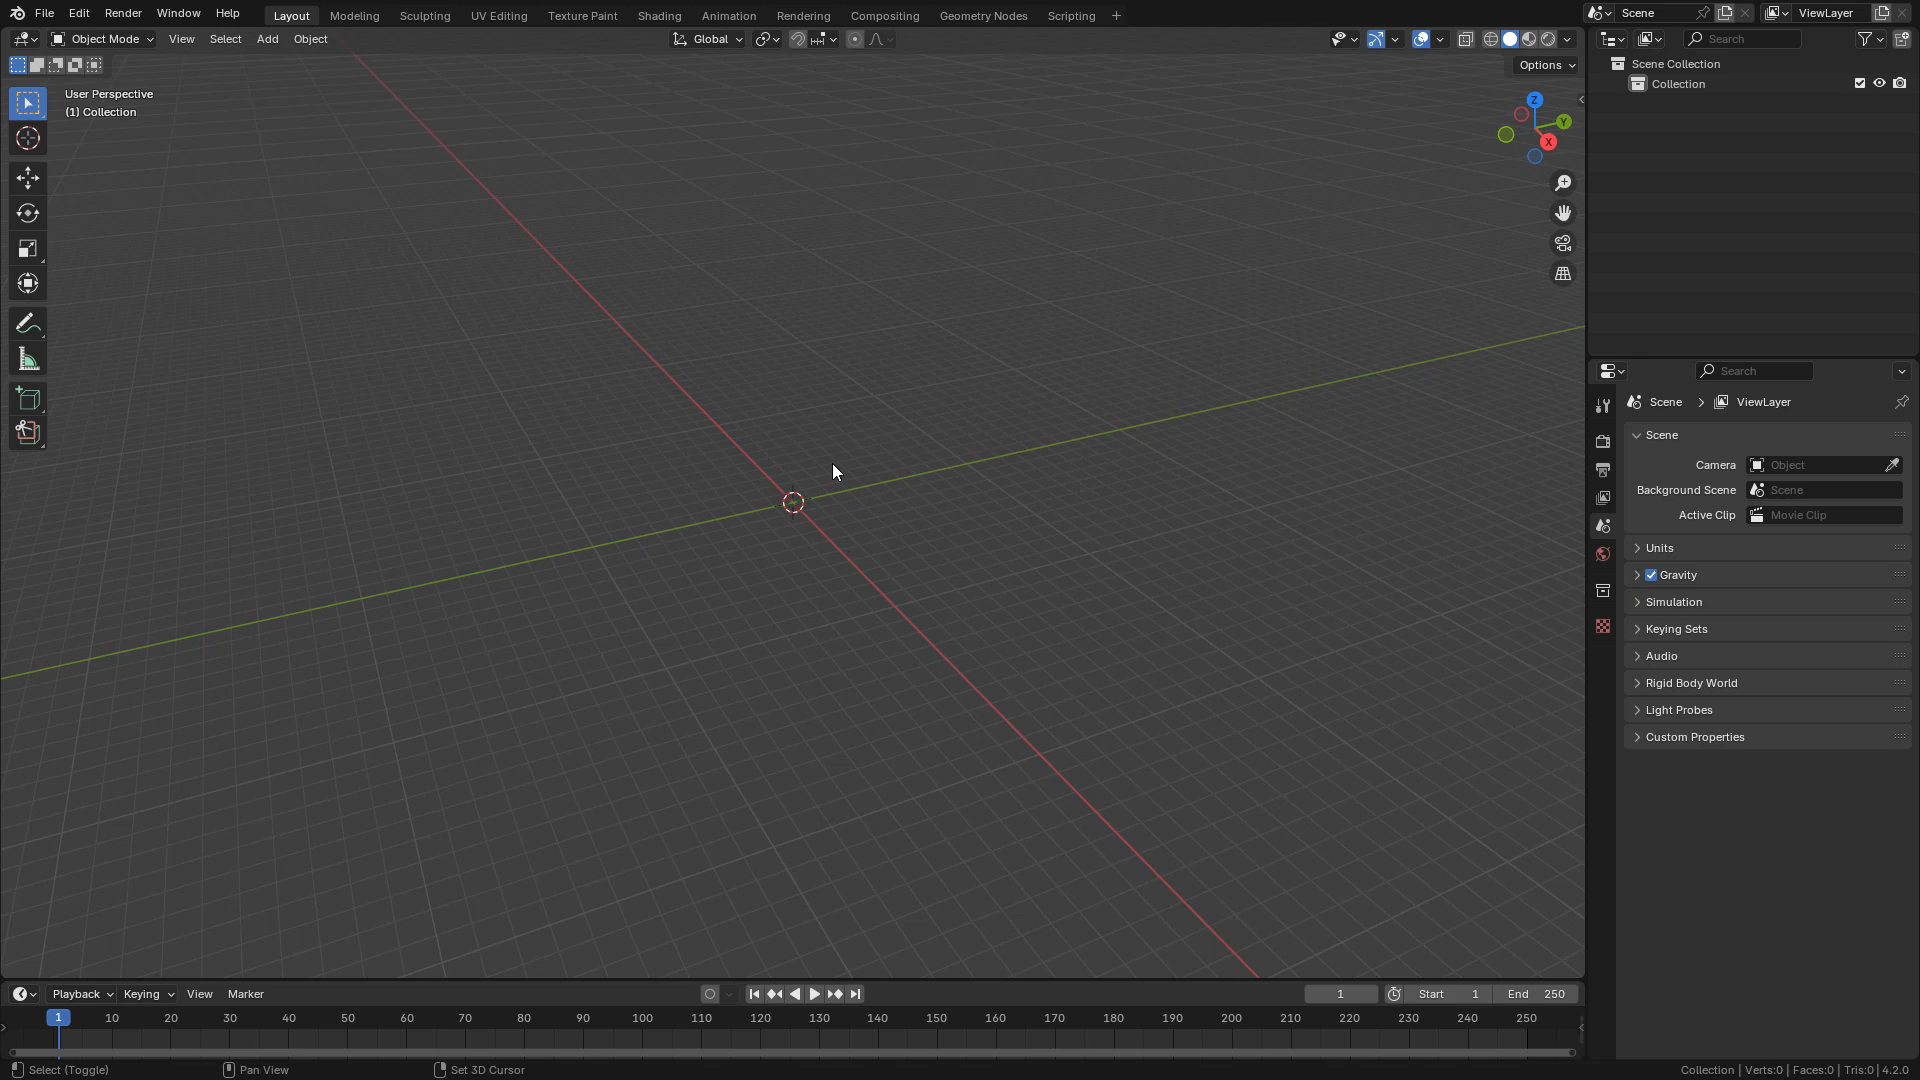 File Edit Render Window Help Layout Modeling Sculpting UV Editing Texture Paint Shading Animation Rendering Compositing Geometry Nodes Scripting + Scene ViewLayer
Object Mode View Select Add Object Global Search
Options
User Perspective
(1) Collection
Z
Y
X
Scene Collection
Collection
Search
Scene ViewLayer
Scene
Camera Object
Background Scene Scene
Active Clip Movie Clip
Units
Gravity
Simulation
Keying Sets
Audio
Rigid Body World
Light Probes
Custom Properties
Playback Keying View Marker 1 Start 1 End 250
1 10 20 30 40 50 60 70 80 90 100 110 120 130 140 150 160 170 180 190 200 210 220 230 240 250
Select (Toggle) Pan View Set 3D Cursor Collection | Verts:0 | Faces:0 | Tris:0 | 4.2.0